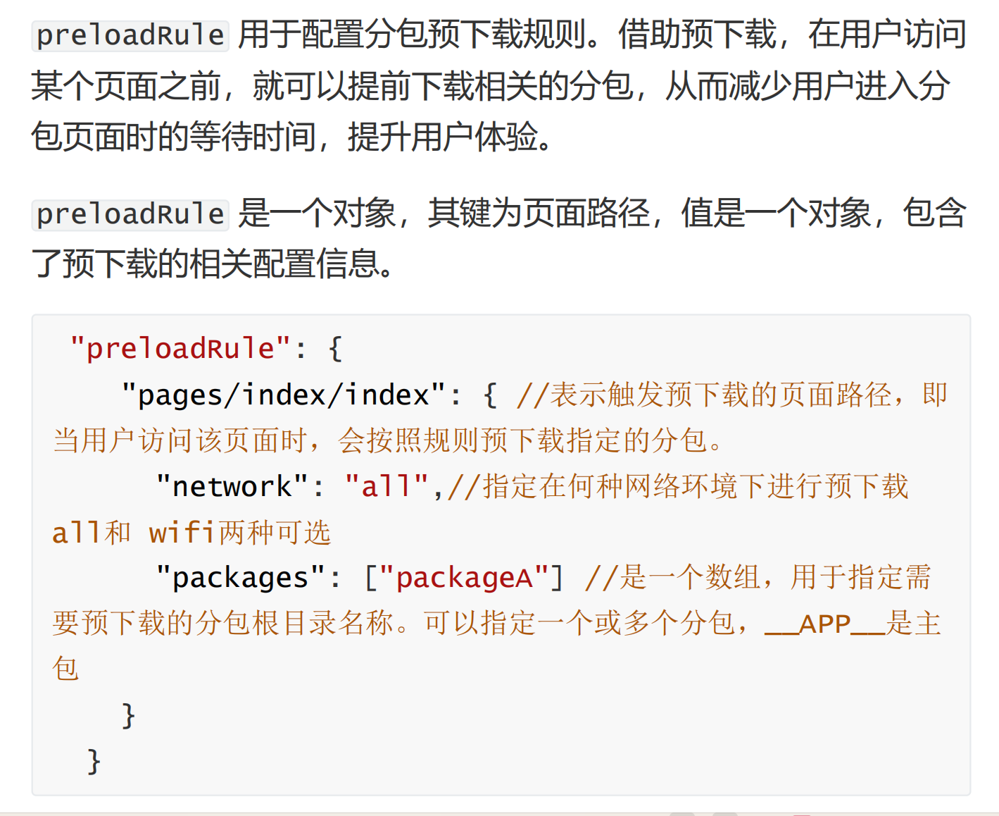 preloadRule 用于配置分包预下载规则。借助预下载，在用户访问
某个页面之前，就可以提前下载相关的分包，从而减少用户进入分
包页面时的等待时间，提升用户体验。
preloadRule 是一个对象，其键为页面路径，值是一个对象，包含
了预下载的相关配置信息。
"preloadRule": {
"pages/index/index": { //表示触发预下载的页面路径，即
当用户访问该页面时，会按照规则预下载指定的分包。
"network": "all",//指定在何种网络环境下进行预下载
all和 wifi两种可选
"packages": ["packageA"] //是一个数组，用于指定需
要预下载的分包根目录名称。可以指定一个或多个分包，__APP__是主
包
}
}